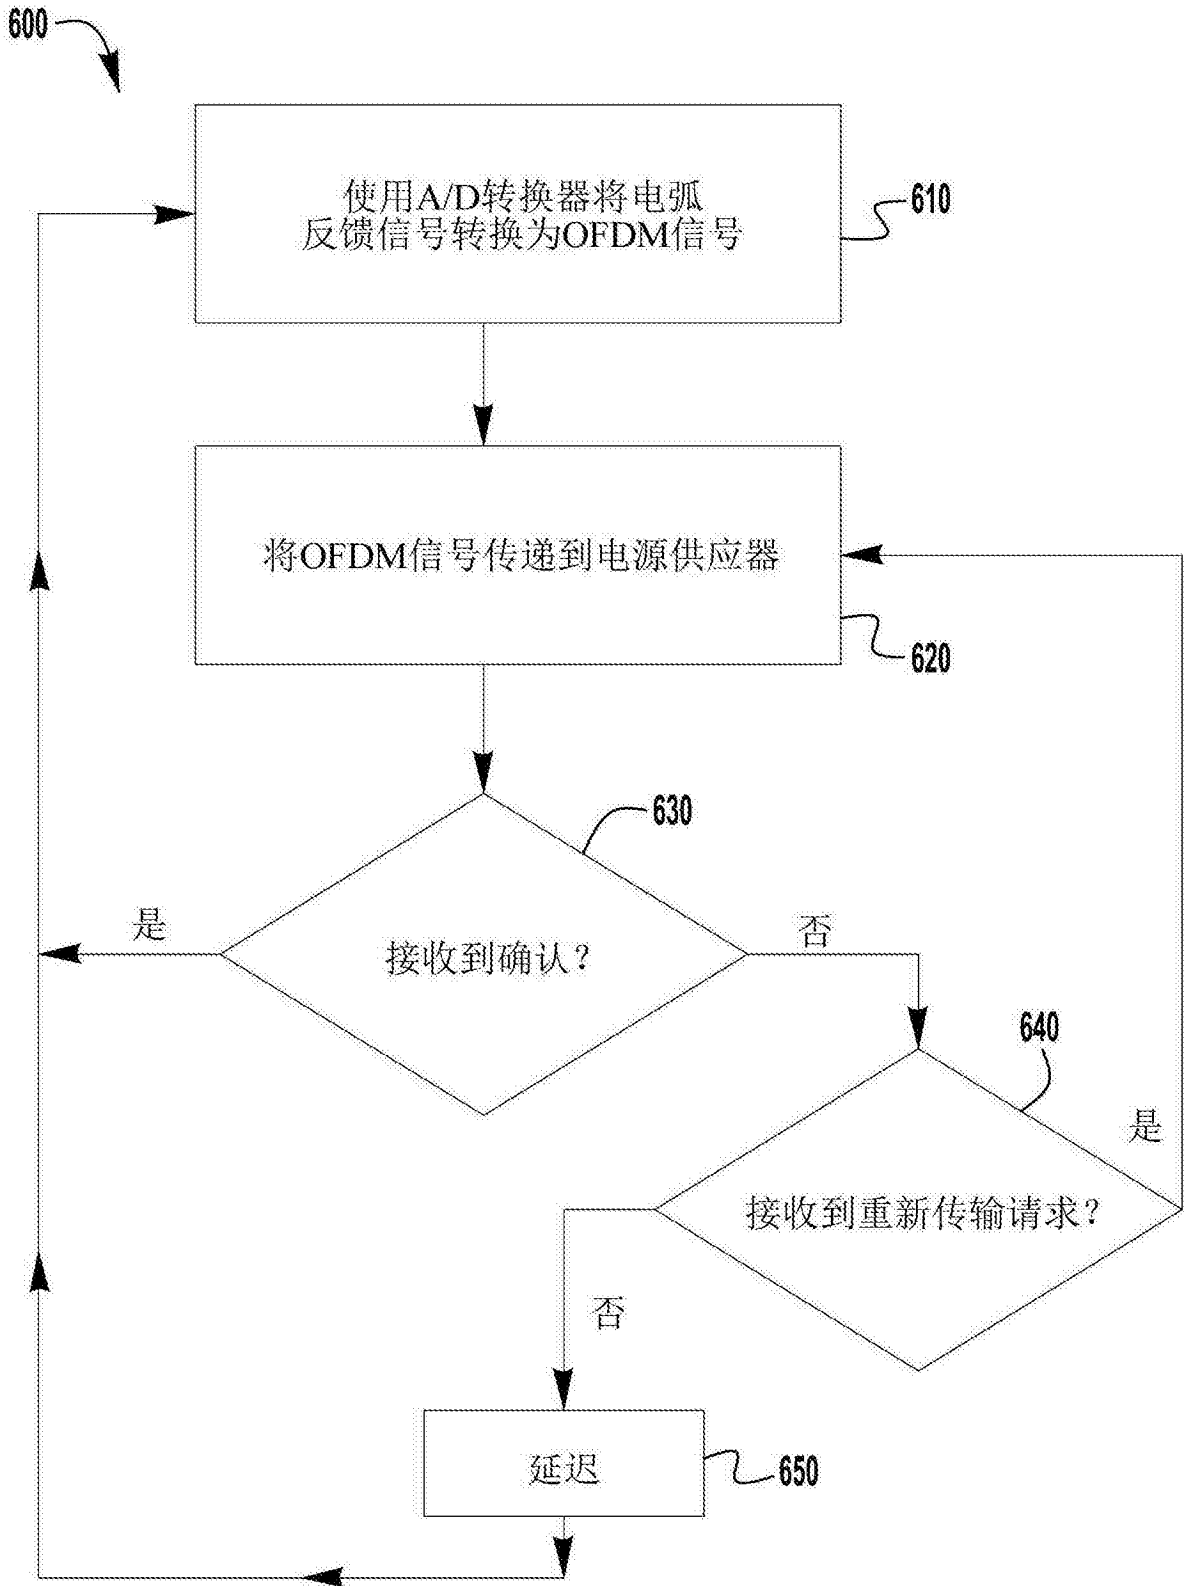 600
使用A/D转换器将电弧
反馈信号转换为OFDM信号
610
将OFDM信号传递到电源供应器
620
630
是
接收到确认？
否
640
是
接收到重新传输请求？
否
延迟
650